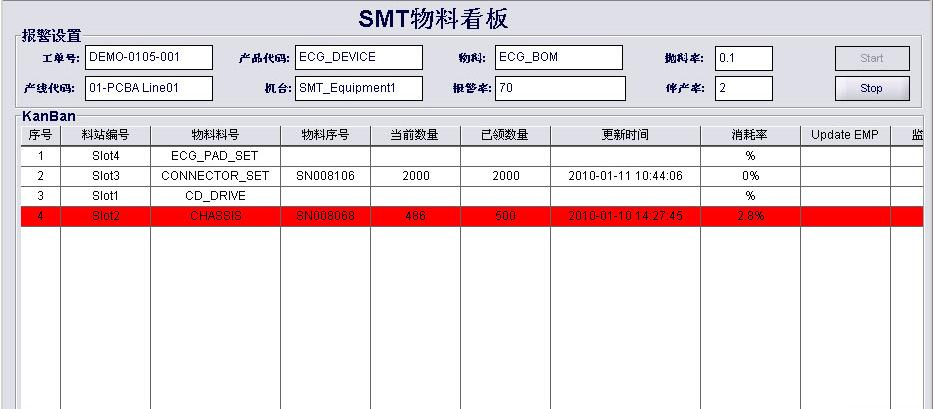 SMT物料看板
报警设置
工单号: DEMO-0105-001 产品代码: ECG_DEVICE 物料: ECG_BOM 抛料率: 0.1 Start
产线代码: 01-PCBA Line01 机台: SMT_Equipment1 报警率: 70 停产率: 2 Stop
KanBan
序号 料站编号 物料料号 物料序号 当前数量 已领数量 更新时间 消耗率 Update EMP 监
1 Slot4 ECG_PAD_SET %
2 Slot3 CONNECTOR_SET SN008106 2000 2000 2010-01-11 10:44:06 0%
3 Slot1 CD_DRIVE %
4 Slot2 CHASSIS SN008068 486 500 2010-01-10 14:27:45 2.8%